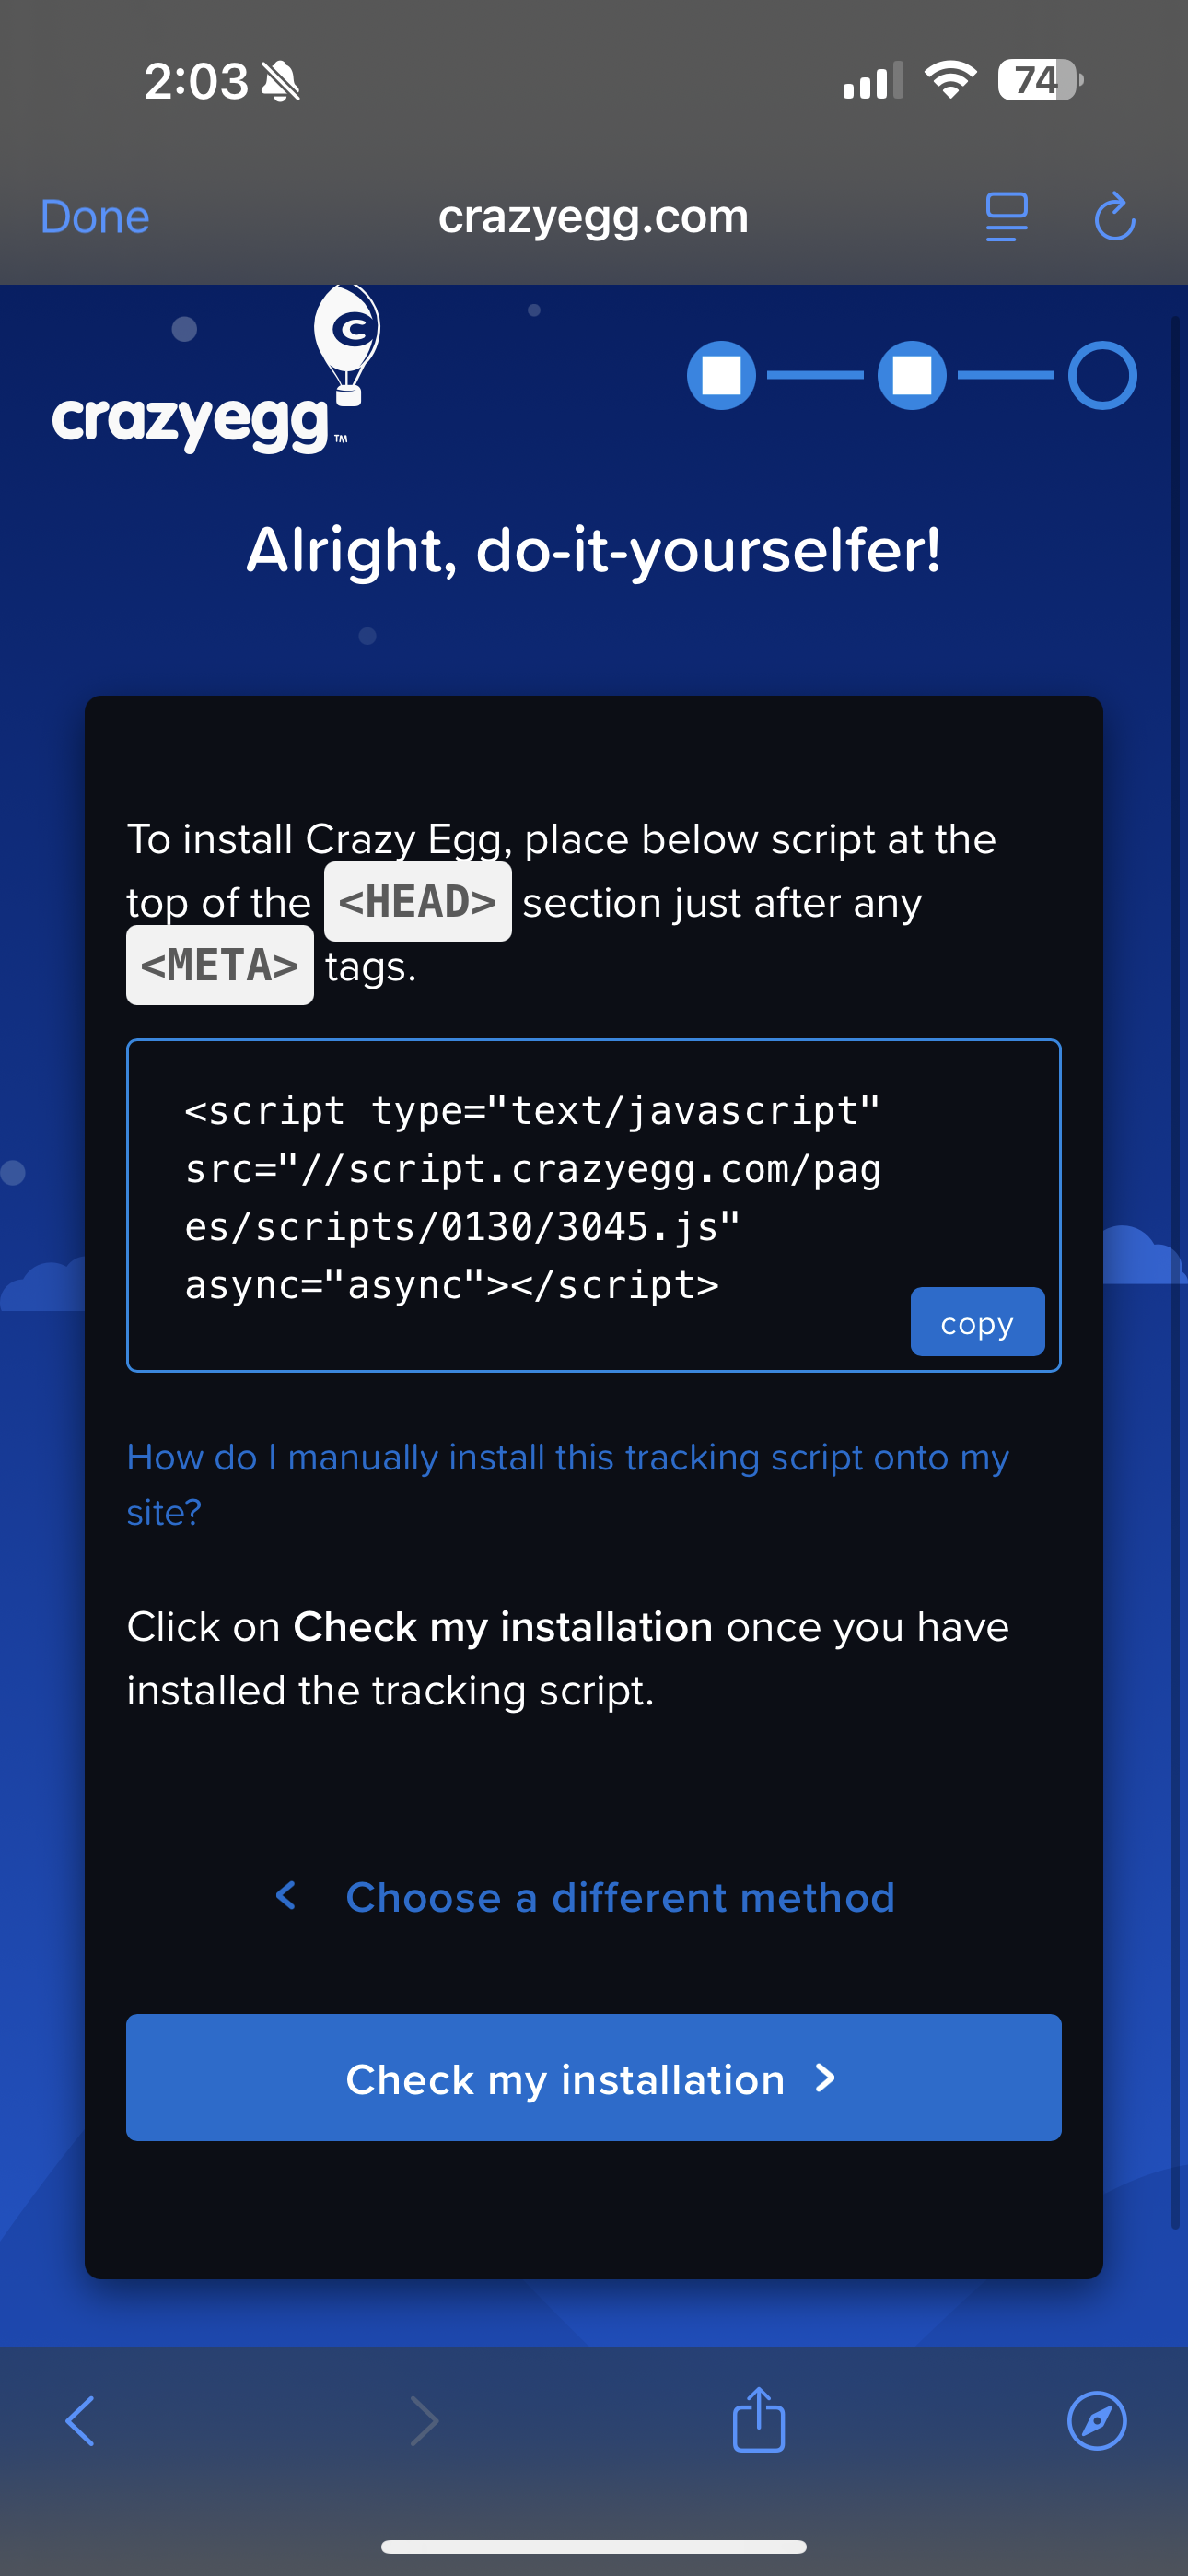 2:03
74
Done
crazyegg.com
C
crazyegg™
Alright, do-it-yourselfer!
To install Crazy Egg, place below script at the
top of the <HEAD> section just after any
<META> tags.
<script type="text/javascript"
src="//script.crazyegg.com/pag
es/scripts/0130/3045.js"
async="async"></script>
copy
How do I manually install this tracking script onto my
site?
Click on Check my installation once you have
installed the tracking script.
Choose a different method
Check my installation